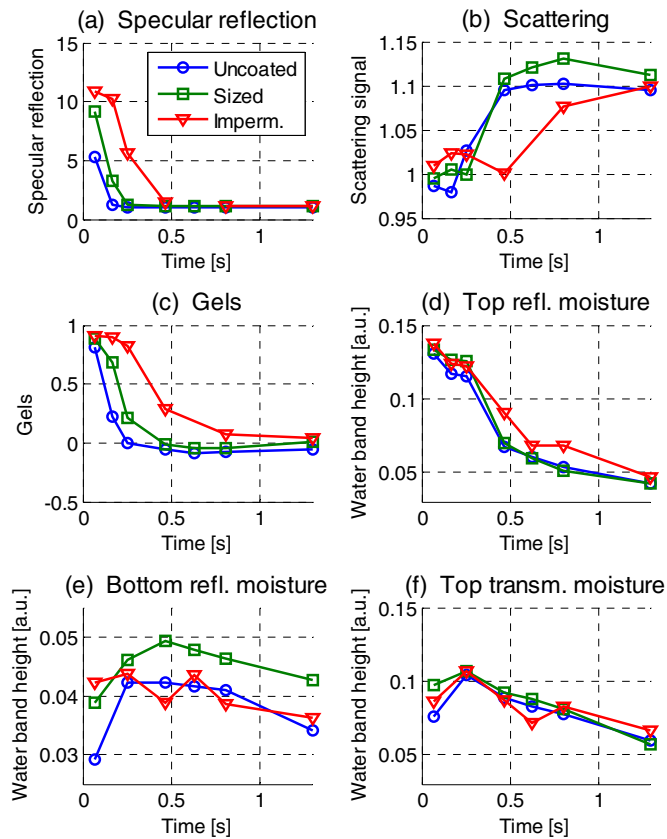 (a) Specular reflection
15
10
5
0
0
0.5
1
Specular reflection
Time [s]
Uncoated
Sized
Imperm.
(b) Scattering
1.15
1.10
1.05
1
0.95
0
0.5
1
Scattering signal
Time [s]
(c) Gels
1
0.5
0
-0.5
0
0.5
1
Gels
Time [s]
(d) Top refl. moisture
0.15
0.1
0.05
0
0.5
1
Water band height [a.u.]
Time [s]
(e) Bottom refl. moisture
0.05
0.04
0.03
0
0.5
1
Water band height [a.u.]
Time [s]
(f) Top transm. moisture
0.15
0.1
0.05
0
0.5
1
Water band height [a.u.]
Time [s]